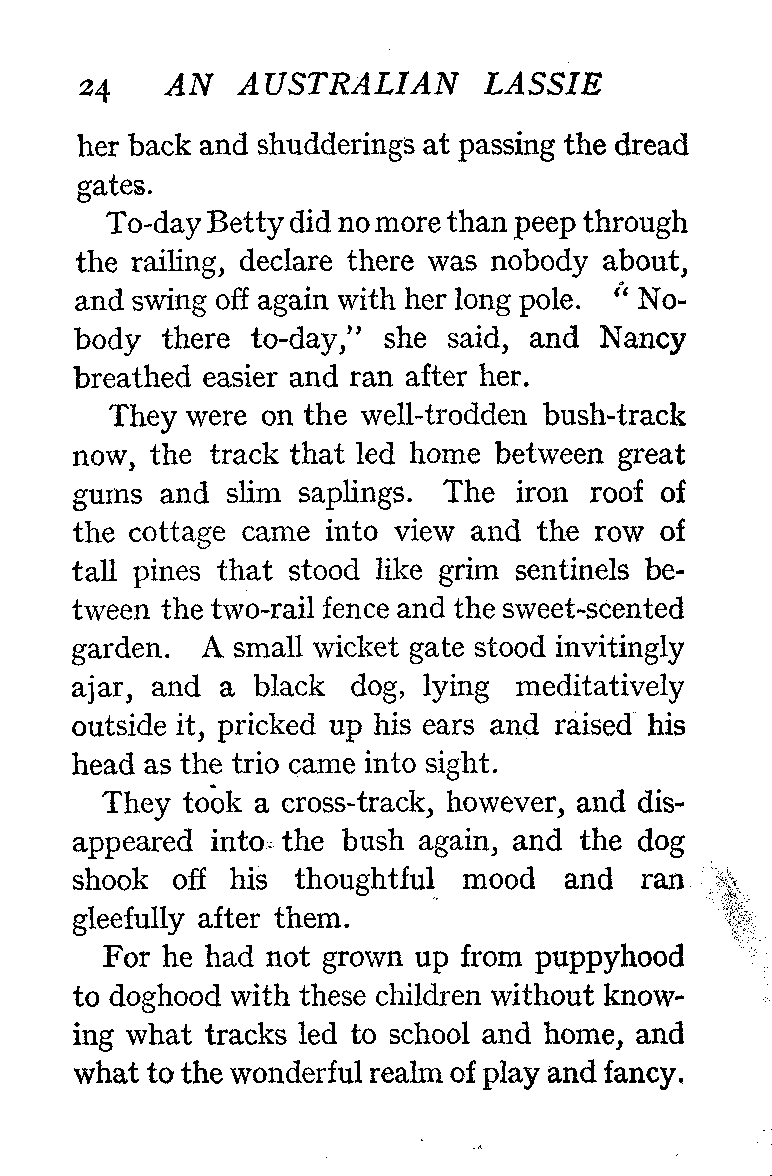 24 AN AUSTRALIAN LASSIE
her back and shudderings at passing the dread
gates.
To-day Betty did no more than peep through
the railing, declare there was nobody about,
and swing off again with her long pole. “ No-
body there to-day,” she said, and Nancy
breathed easier and ran after her.
They were on the well-trodden bush-track
now, the track that led home between great
gums and slim saplings. The iron roof of
the cottage came into view and the row of
tall pines that stood like grim sentinels be-
tween the two-rail fence and the sweet-scented
garden. A small wicket gate stood invitingly
ajar, and a black dog, lying meditatively
outside it, pricked up his ears and raised his
head as the trio came into sight.
They took a cross-track, however, and dis-
appeared into the bush again, and the dog
shook off his thoughtful mood and ran
gleefully after them.
For he had not grown up from puppyhood
to doghood with these children without know-
ing what tracks led to school and home, and
what to the wonderful realm of play and fancy.